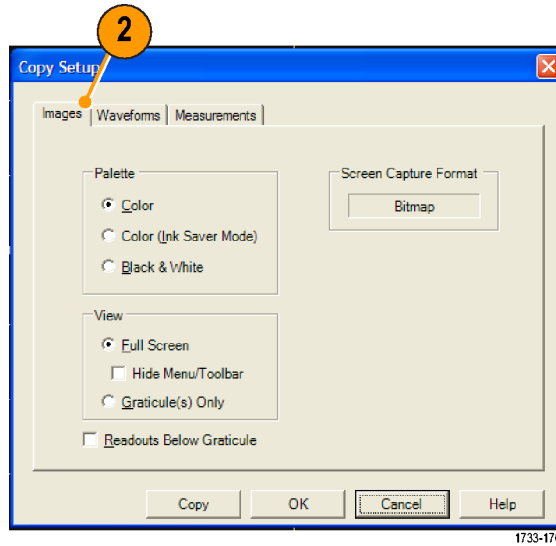 2
Copy Setup
Images Waveforms Measurements
Palette
Color
Color (Ink Saver Mode)
Black & White
Screen Capture Format
Bitmap
View
Full Screen
Hide Menu/Toolbar
Graticule(s) Only
Readouts Below Graticule
Copy OK Cancel Help